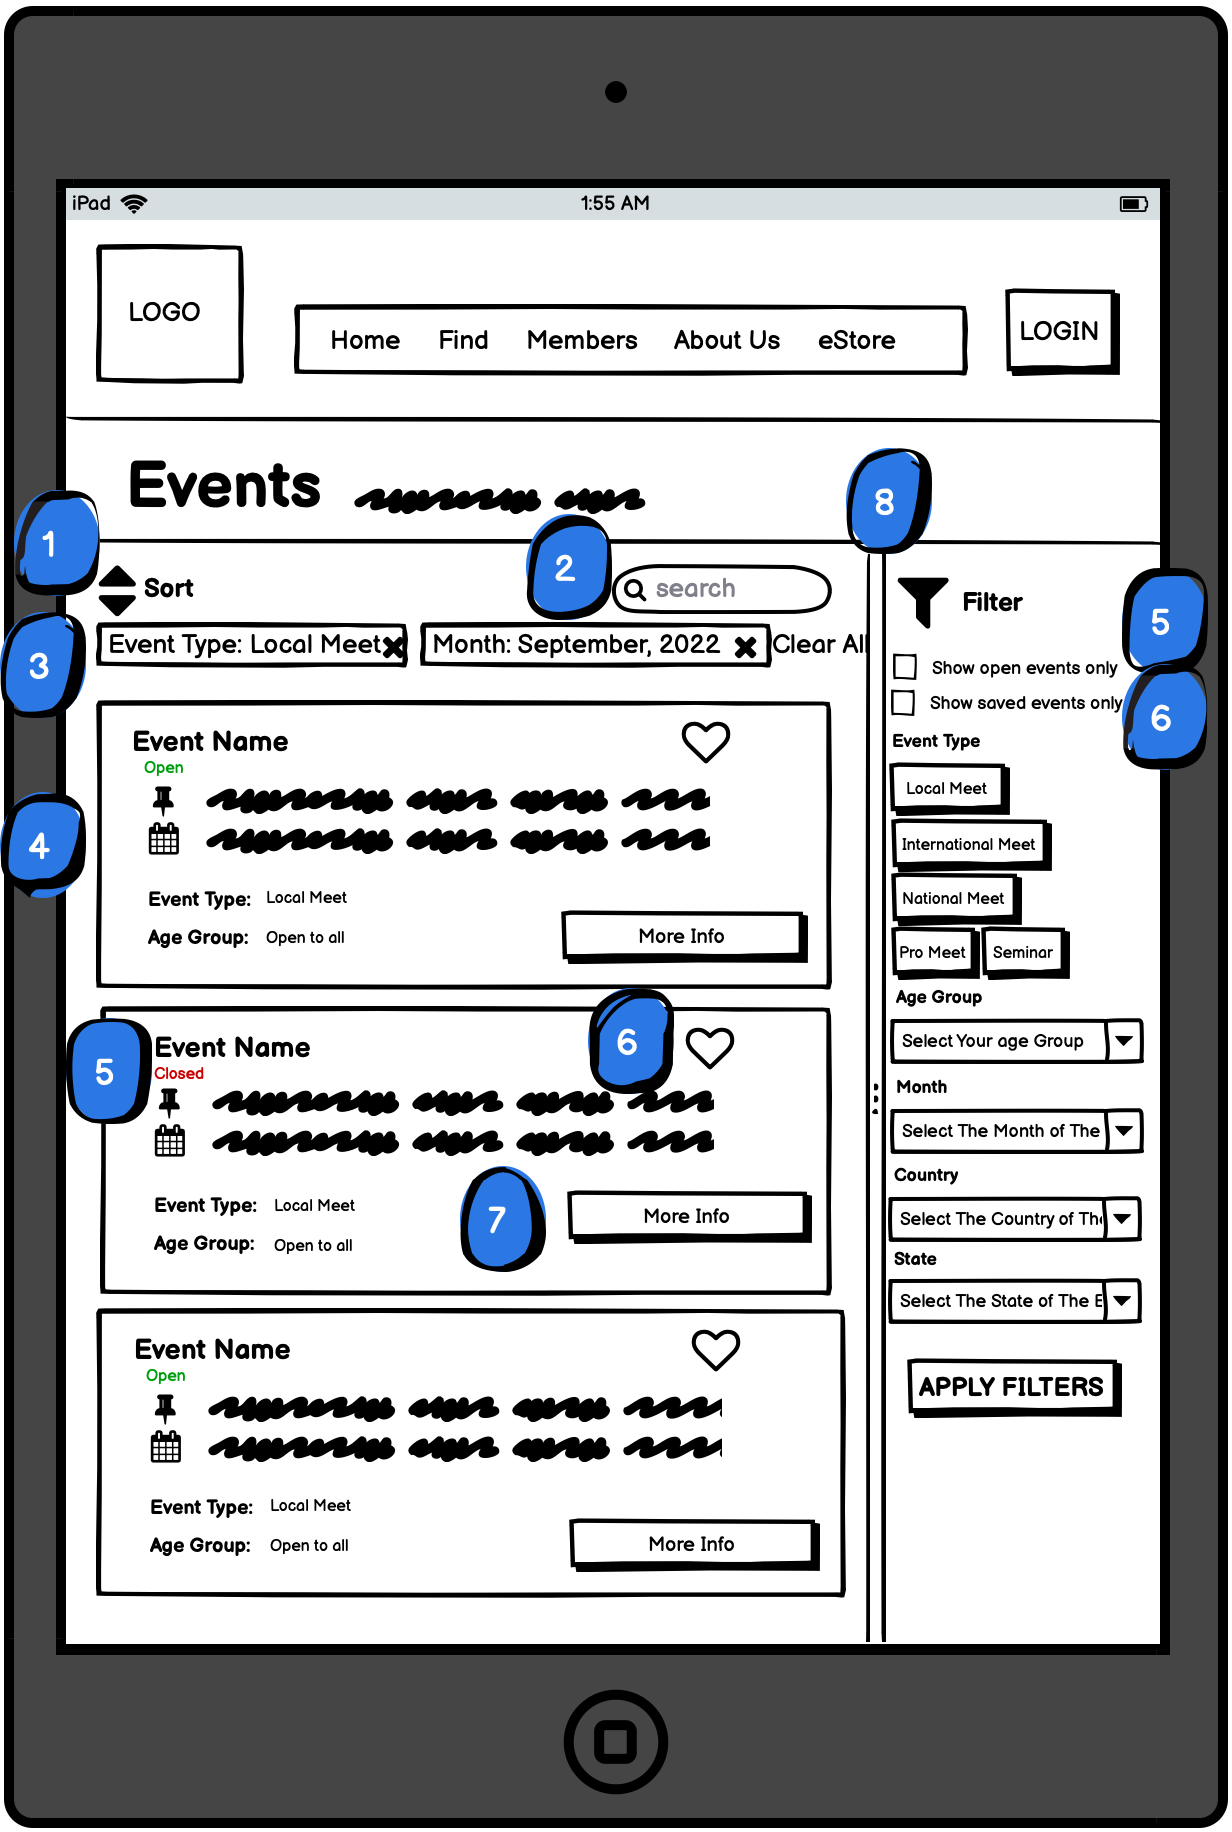 iPad 1:55 AM
LOGO
Home Find Members About Us eStore
LOGIN
Events
8
1
2
Sort
search
3
Event Type: Local Meet Month: September, 2022 Clear All
Event Name
Open
4
Event Type: Local Meet
Age Group: Open to all
More Info
5
Event Name
6
Closed
Event Type: Local Meet
Age Group: Open to all
7
More Info
Event Name
Open
Event Type: Local Meet
Age Group: Open to all
More Info
Filter
5
Show open events only
Show saved events only
6
Event Type
Local Meet
International Meet
National Meet
Pro Meet Seminar
Age Group
Select Your age Group
Month
Select The Month of The
Country
Select The Country of The
State
Select The State of The E
APPLY FILTERS